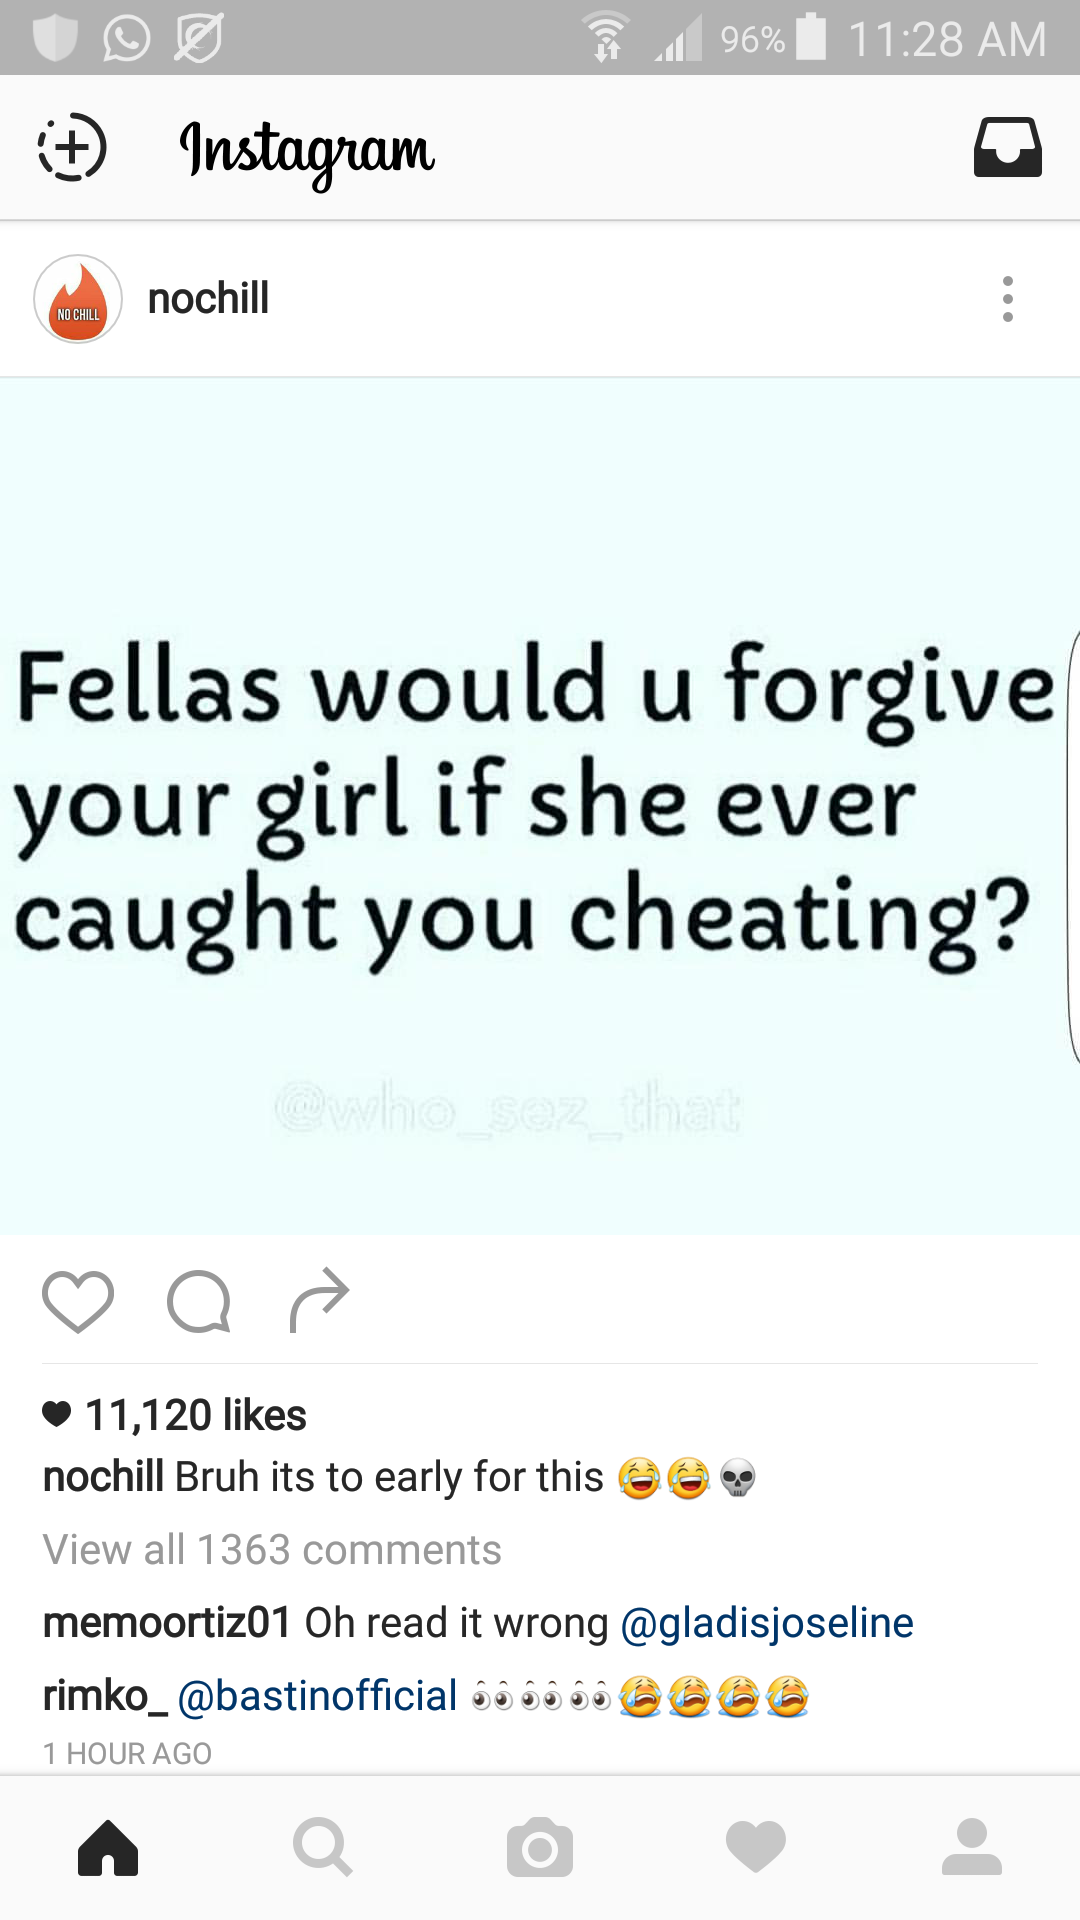 96% 11:28 AM
Instagram
NO CHILL
nochill
Fellas would u forgive
your girl if she ever
caught you cheating?
@who_sez_that
11,120 likes
nochill Bruh its to early for this 😂😂💀
View all 1363 comments
memoortiz01 Oh read it wrong @gladisjoseline
rimko_ @bastinofficial 👀👀👀😭😭😭😭
1 HOUR AGO